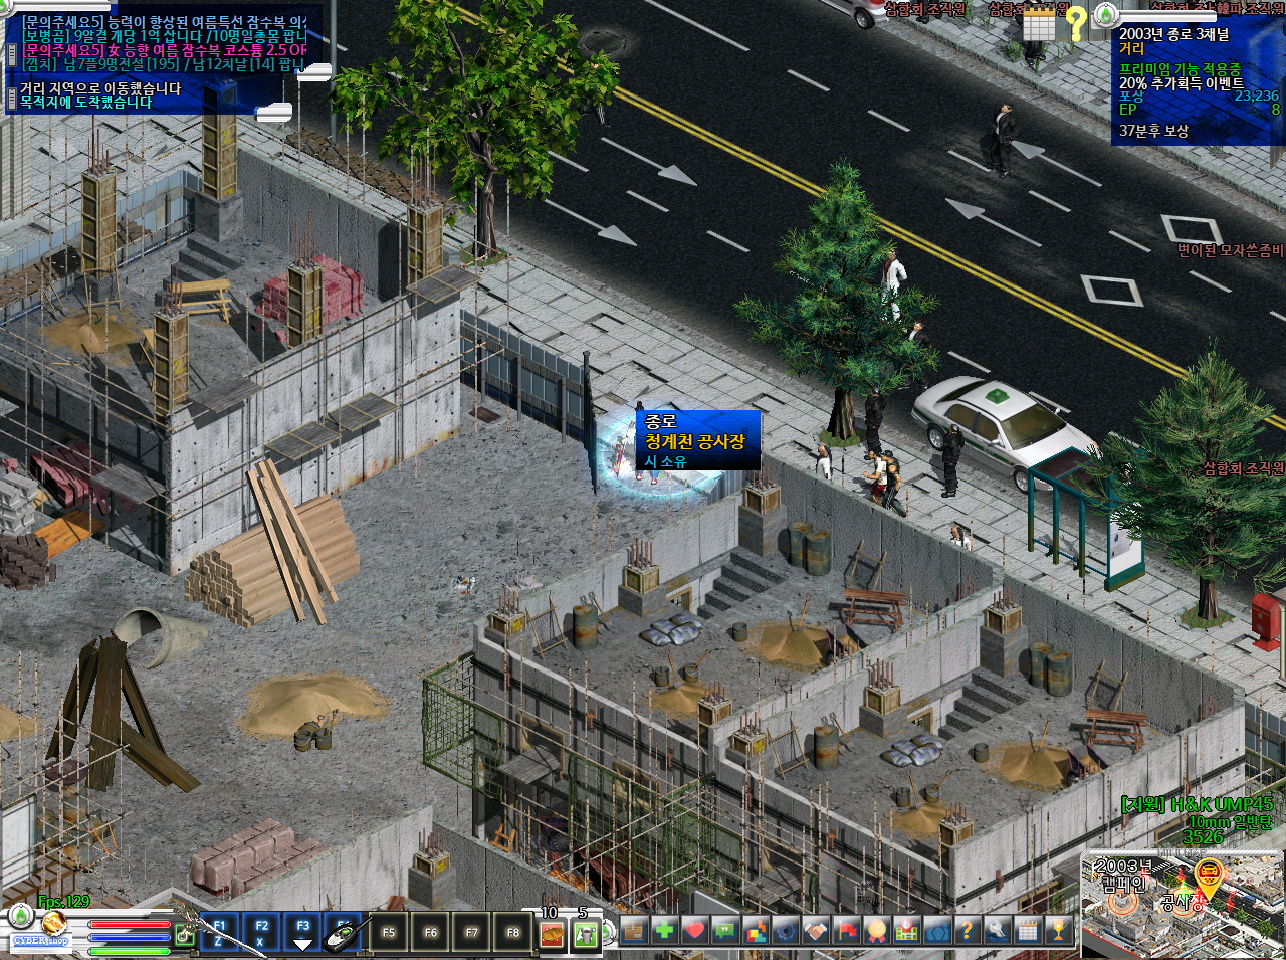 [문의주세요5] 능력이 향상된 여름특선 잠수복 의상
[보병곰] 9알결 개당 1억 삽니다 /10명일총몸 팝니
[문의주세요5] 女 능향 여름 잠수복 코스튬 2.5 OR
[낌치] 남7풀9명전설 [195] / 남12지날 [14] 팝니
거리 지역으로 이동했습니다
목적지에 도착했습니다
삼합회 조직원
2003년 종로 3채널
거리
프리미엄 기능 적용중
20% 추가획득 이벤트
포상 23,236
EP 8
37분후 보상
변이된 모자쓴좀비
종로
청계천 공사장
시 소유
삼합회 조직원
[지원] H&K UMP45
10mm 일반탄
3526
MINI MAP
2003년
캠페인
공사장
Fps.129
CYBER shop
F1
Z
F2
X
F3
F4
F5
F6
F7
F8
10
5